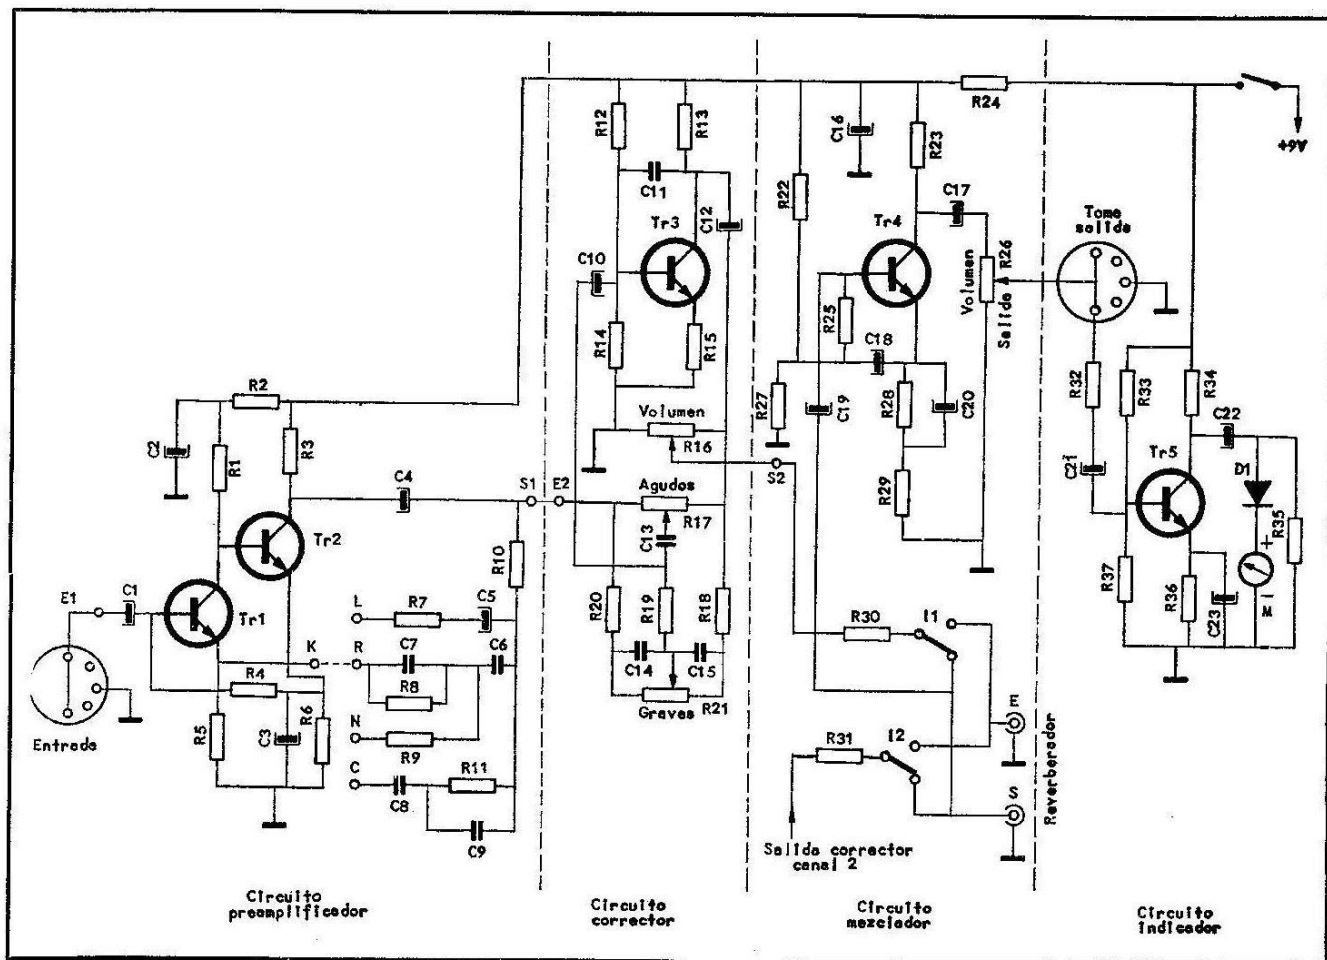 R24
+9V
R12
R13
C11
C12
Tr3
C10
R14
R15
Volumen
R16
C16
R23
R22
C17
Tr4
R25
C18
R26
Volumen
Salida
R27
C19
R28
C20
R29
S2
Toma
salida
R32
R33
R34
C22
C21
Tr5
D1
R35
+
-
M
R37
R36
C23
R2
C2
R1
R3
C4
S1
E2
Tr2
R10
Agudos
R17
C13
E1
C1
Tr1
L
R7
C5
K
R
C7
C6
R4
R8
R5
C3
R6
N
R9
C
C8
R11
C9
Entrada
R20
R19
R18
C14
C15
Graves
R21
R30
I1
R31
I2
E
S
Reverberador
Salida corrector
canal 2
Circuito
preamplificador
Circuito
corrector
Circuito
mezclador
Circuito
indicador